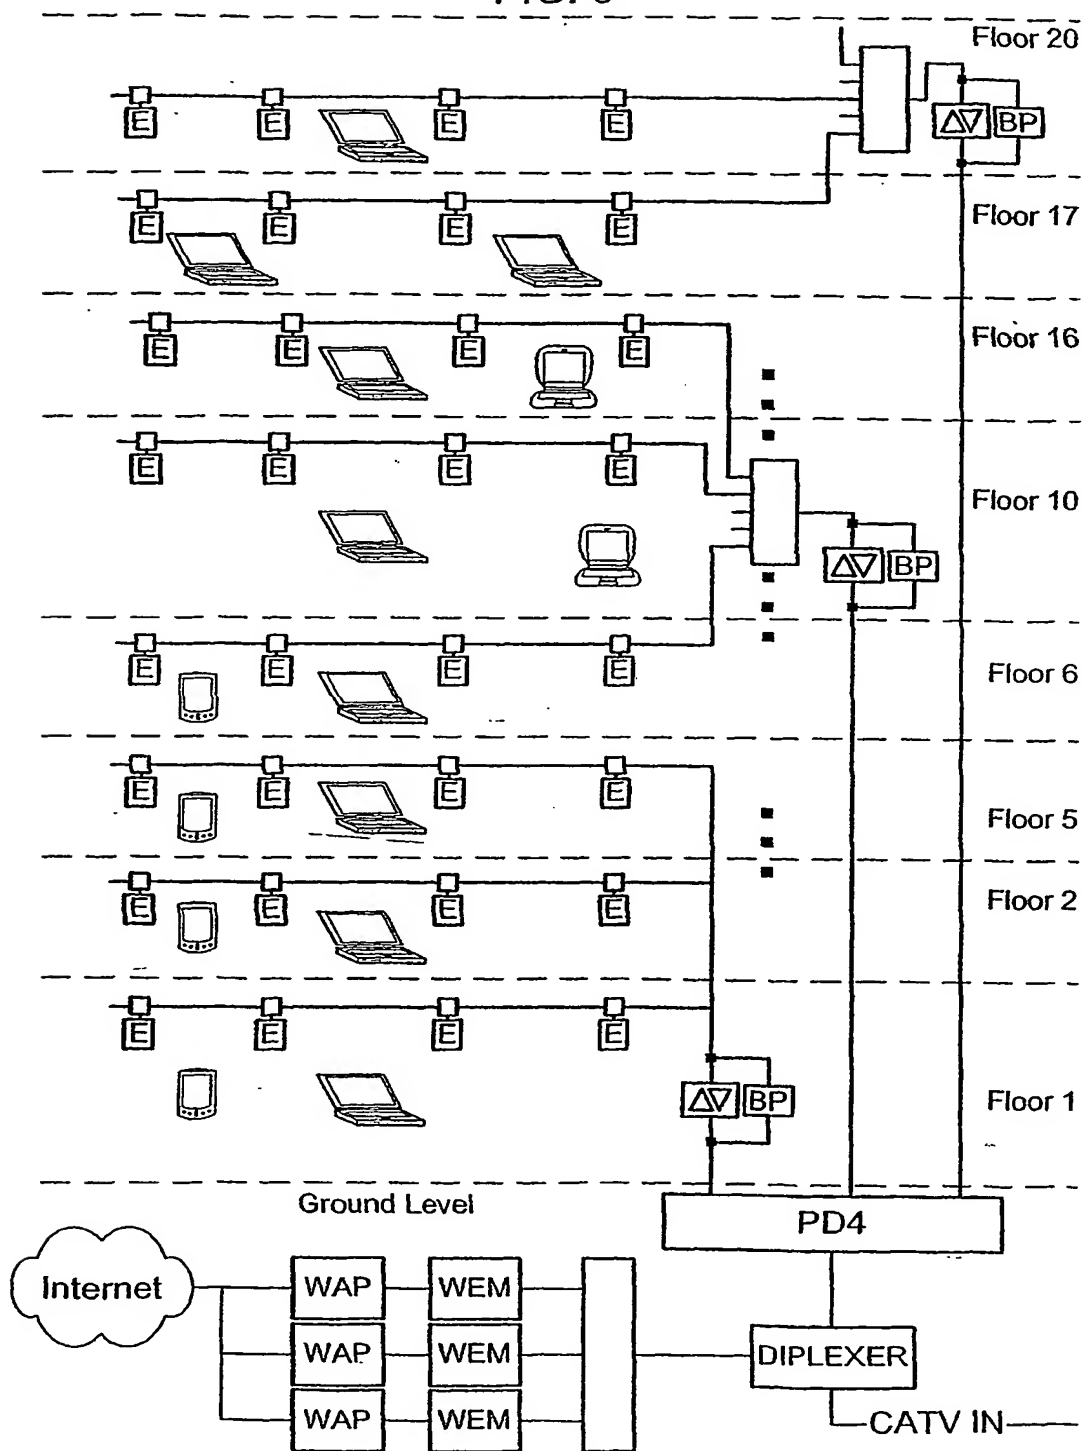 Floor 20
E E E E
BP
Floor 17
E E E E
Floor 16
E E E E
Floor 10
E E E E
BP
Floor 6
E E E E
Floor 5
E E E E
Floor 2
E E E E
Floor 1
E E E E
BP
Ground Level
PD4
Internet
WAP WEM
WAP WEM
DIPLEXER
WAP WEM
CATV IN